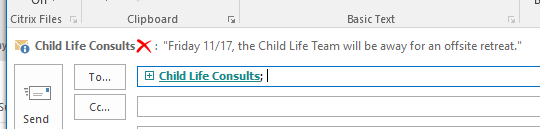 On
Citrix Files
Clipboard
Basic Text
Child Life Consults : "Friday 11/17, the Child Life Team will be away for an offsite retreat."
To...
Child Life Consults;
Cc...
Send